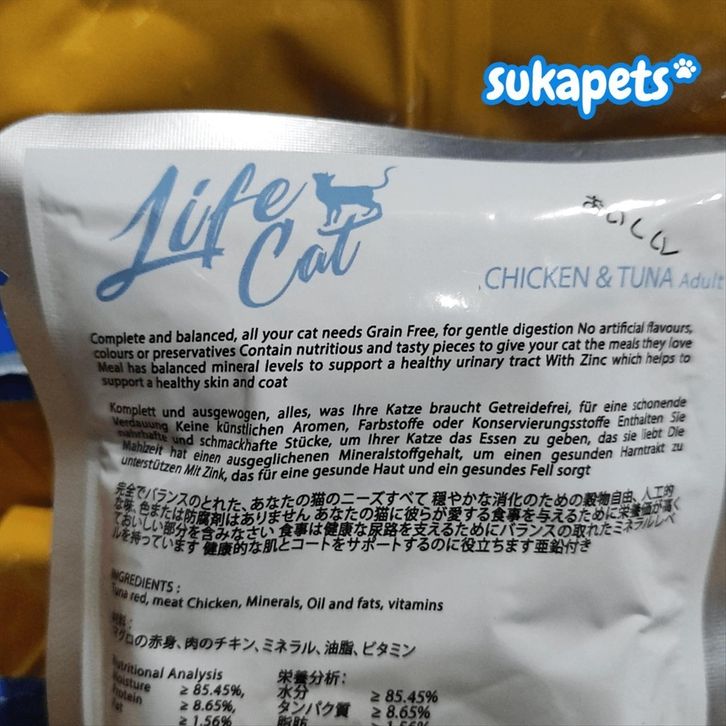 sukapets
Life
Cat
おいしい
CHICKEN & TUNA Adult
Complete and balanced, all your cat needs Grain Free, for gentle digestion No artificial flavours,
colours or preservatives Contain nutritious and tasty pieces to give your cat the meals they love
Meal has balanced mineral levels to support a healthy urinary tract With Zinc which helps to
support a healthy skin and coat
Komplett und ausgewogen, alles, was Ihre Katze braucht Getreidefrei, für eine schonende
Verdauung Keine künstlichen Aromen, Farbstoffe oder Konservierungsstoffe Enthalten Sie
nahrhafte und schmackhafte Stücke, um Ihrer Katze das Essen zu geben, das sie liebt Die
Mahlzeit hat einen ausgeglichenen Mineralstoffgehalt, um einen gesunden Harntrakt zu
unterstützen Mit Zink, das für eine gesunde Haut und ein gesundes Fell sorgt
完全でバランスのとれた、あなたの猫のニーズすべて 穏やかな消化のための穀物自由、人工的
な味、色または防腐剤はありません あなたの猫に彼らが愛する食事を与えるために栄養価が高く
ておいしい部分を含みなさい 食事は健康な尿路を支えるためにバランスの取れたミネラルレベ
ルを持っています 健康的な肌とコートをサポートするのに役立ちます亜鉛付き
INGREDIENTS :
Tuna red, meat Chicken, Minerals, Oil and fats, vitamins
材料 :
マグロの赤身、肉のチキン、ミネラル、油脂、ビタミン
Nutritional Analysis 栄養分析:
Moisture ≥ 85.45%, 水分 ≥ 85.45%
Protein ≥ 8.65%, タンパク質 ≥ 8.65%
Fat ≥ 1.56% 脂肪 ≥ 1.56%